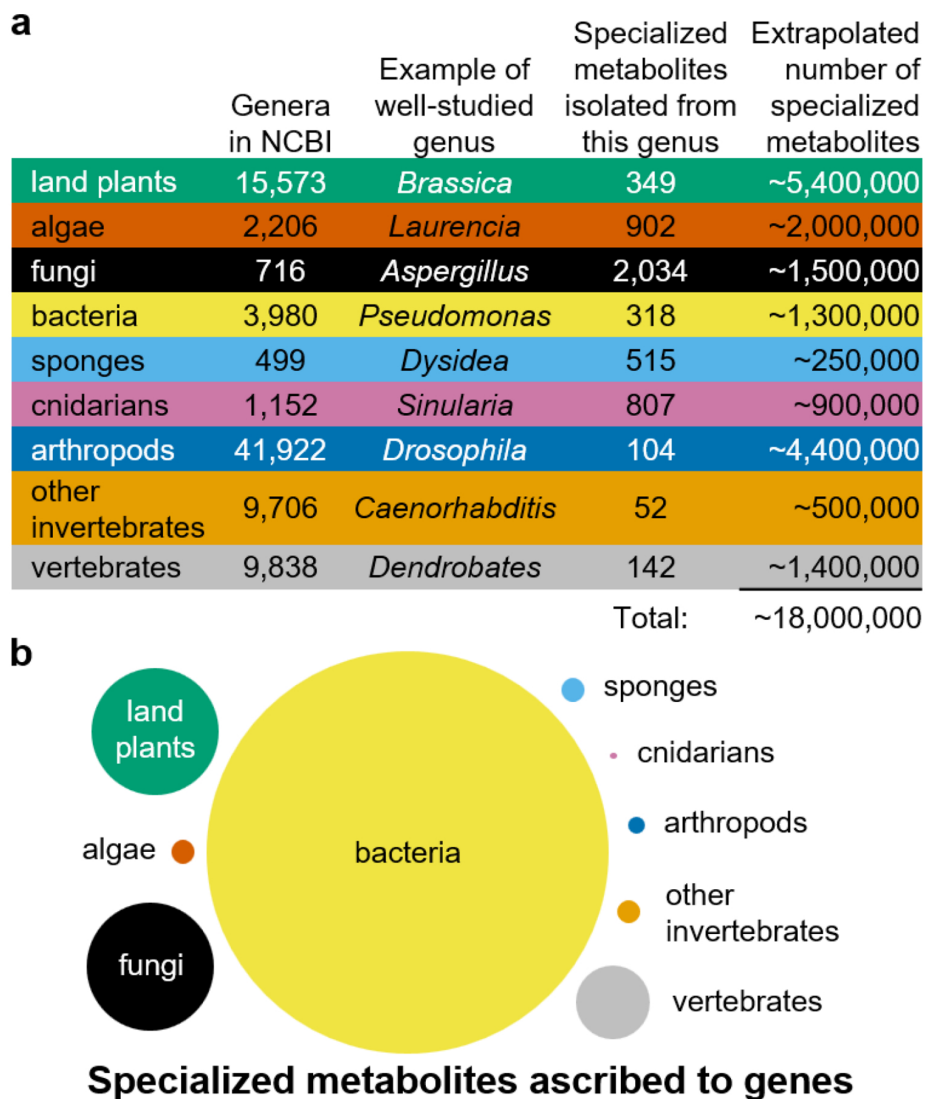 a
Genera
in NCBI
Example of
well-studied
genus
Specialized
metabolites
isolated from
this genus
Extrapolated
number of
specialized
metabolites
land plants 15,573 Brassica 349 ~5,400,000
algae 2,206 Laurencia 902 ~2,000,000
fungi 716 Aspergillus 2,034 ~1,500,000
bacteria 3,980 Pseudomonas 318 ~1,300,000
sponges 499 Dysidea 515 ~250,000
cnidarians 1,152 Sinularia 807 ~900,000
arthropods 41,922 Drosophila 104 ~4,400,000
other
invertebrates 9,706 Caenorhabditis 52 ~500,000
vertebrates 9,838 Dendrobates 142 ~1,400,000
Total: ~18,000,000
b
land
plants
algae
fungi
bacteria
sponges
cnidarians
arthropods
other
invertebrates
vertebrates
Specialized metabolites ascribed to genes